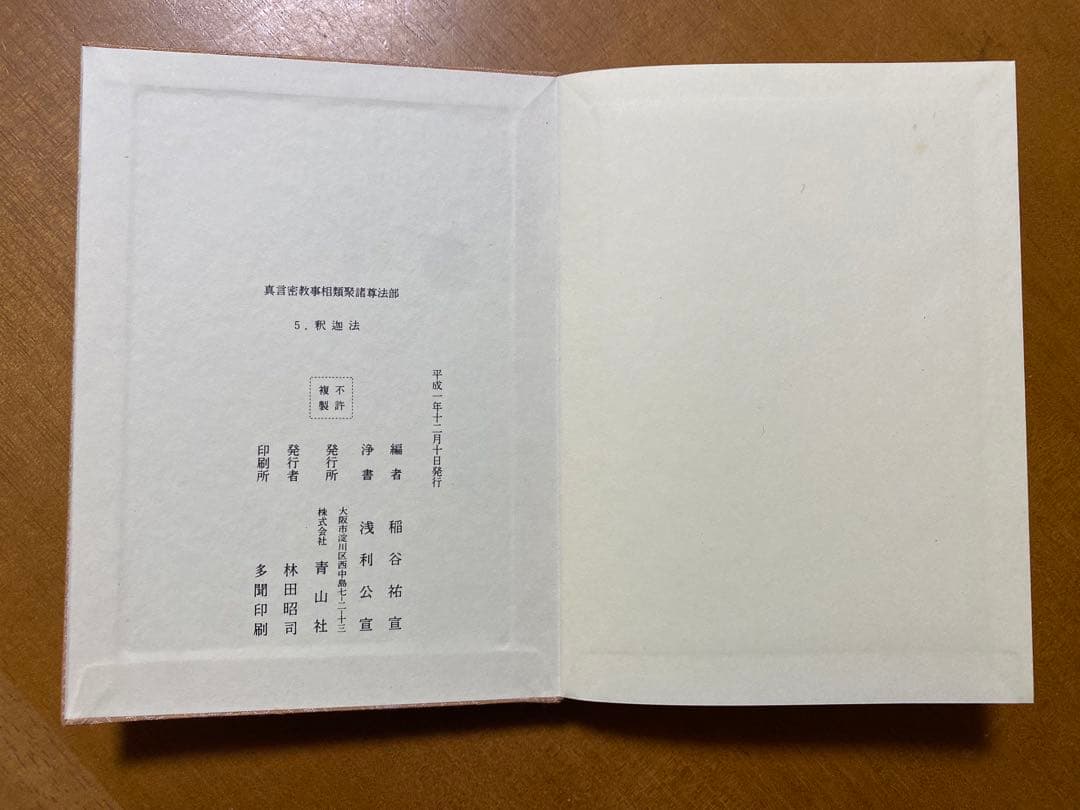 真言密教事相類聚諸尊法部
5．釈迦法
平成一年十二月十日発行
不許
複製
編者 稲谷祐宣
浄書 浅利公宣
大阪市淀川区西中島七ー二ー十三
発行所 株式会社 青山社
発行者 林田昭司
印刷所 多聞印刷